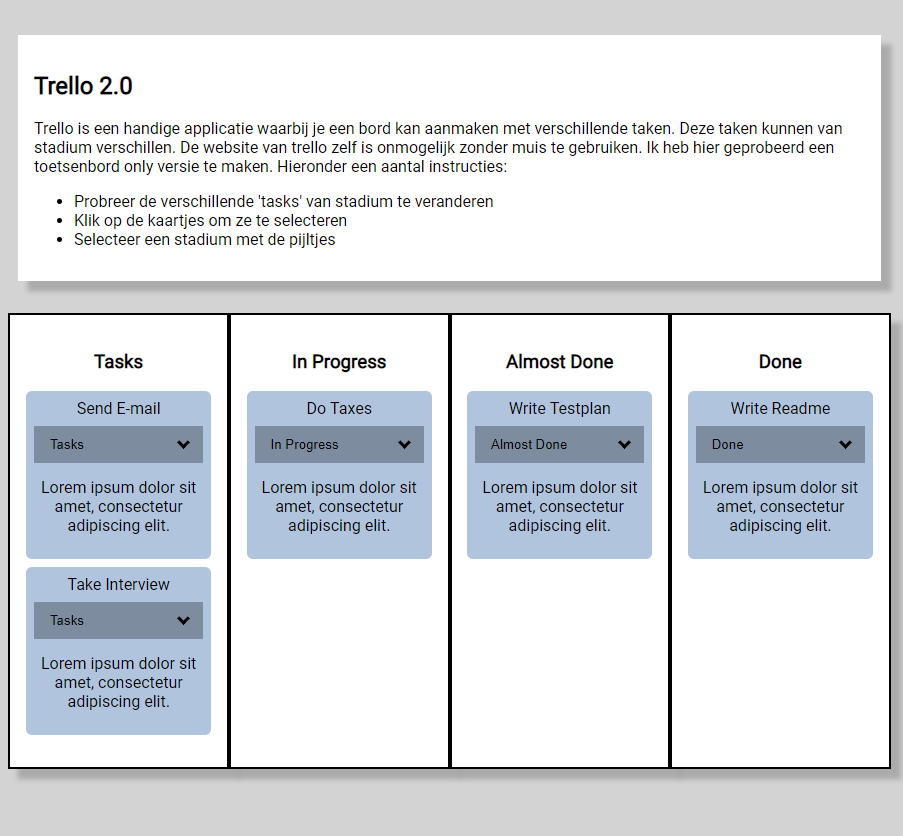 Trello 2.0
Trello is een handige applicatie waarbij je een bord kan aanmaken met verschillende taken. Deze taken kunnen van
stadium verschillen. De website van trello zelf is onmogelijk zonder muis te gebruiken. Ik heb hier geprobeerd een
toetsenbord only versie te maken. Hieronder een aantal instructies:
Probreer de verschillende 'tasks' van stadium te veranderen
Klik op de kaartjes om ze te selecteren
Selecteer een stadium met de pijltjes
Tasks
Send E-mail
Tasks
Lorem ipsum dolor sit
amet, consectetur
adipiscing elit.
Take Interview
Tasks
Lorem ipsum dolor sit
amet, consectetur
adipiscing elit.
In Progress
Do Taxes
In Progress
Lorem ipsum dolor sit
amet, consectetur
adipiscing elit.
Almost Done
Write Testplan
Almost Done
Lorem ipsum dolor sit
amet, consectetur
adipiscing elit.
Done
Write Readme
Done
Lorem ipsum dolor sit
amet, consectetur
adipiscing elit.